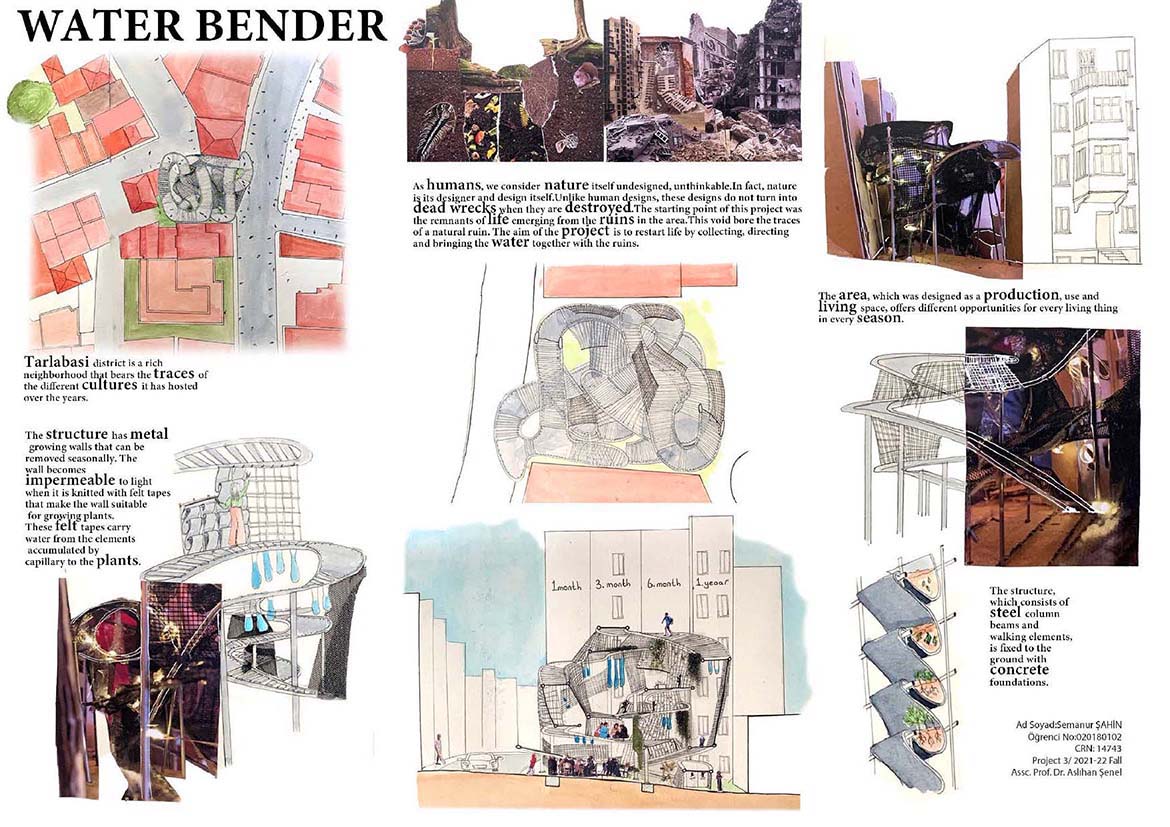 WATER BENDER
As humans, we consider nature itself undesigned, unthinkable.In fact, nature
is its designer and design itself.Unlike human designs, these designs do not turn into
dead wrecks when they are destroyed.The starting point of this project was
the remnants of life emerging from the ruins in the area.This void bore the traces
of a natural ruin. The aim of the project is to restart life by collecting, directing
and bringing the water together with the ruins.
The area, which was designed as a production, use and
living space, offers different opportunities for every living thing
in every season.
Tarlabasi district is a rich
neighborhood that bears the traces of
the different cultures it has hosted
over the years.
The structure has metal
growing walls that can be
removed seasonally. The
wall becomes
impermeable to light
when it is knitted with felt tapes
that make the wall suitable
for growing plants.
These felt tapes carry
water from the elements
accumulated by
capillary to the plants.
1.month 3. month 6.month 1.yeaar
The structure,
which consists of
steel column
beams and
walking elements,
is fixed to the
ground with
concrete
foundations.
Ad Soyad:Semanur ŞAHİN
Öğrenci No:020180102
CRN: 14743
Project 3/ 2021-22 Fall
Assc. Prof. Dr. Aslıhan Şenel